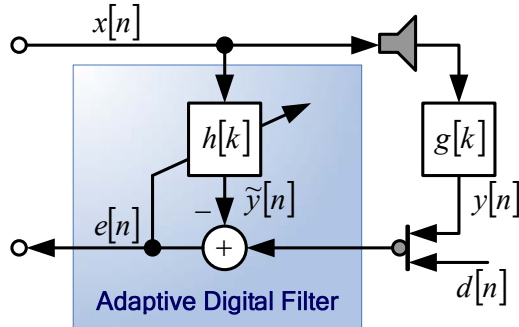 x[n]
h[k]
g[k]
− ỹ[n]
y[n]
e[n]
+
d[n]
Adaptive Digital Filter